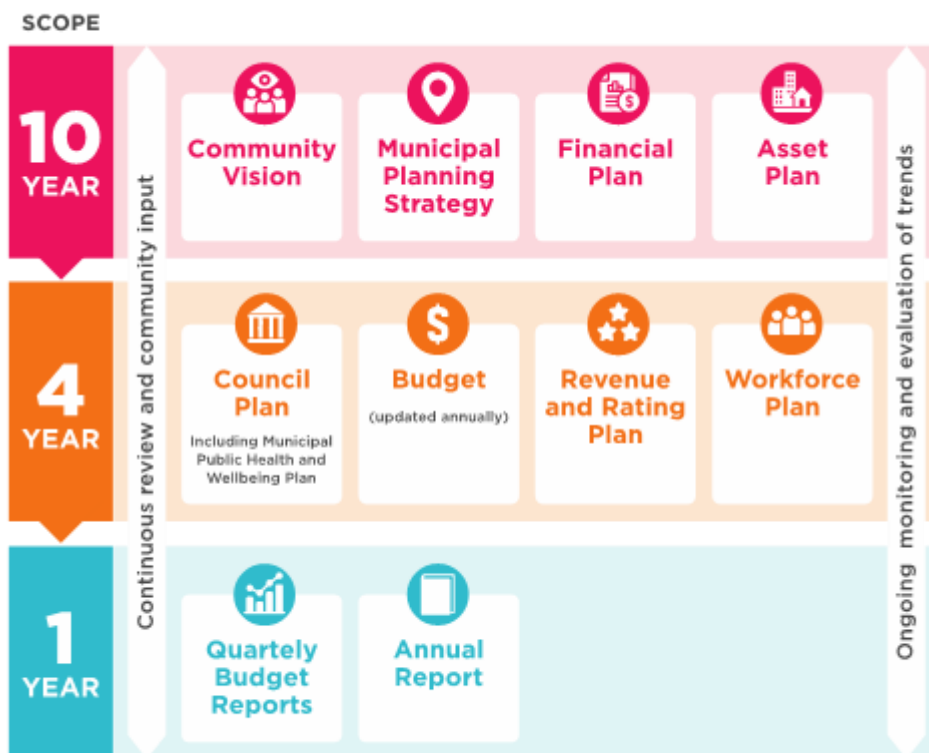 SCOPE
10
YEAR
Continuous review and community input
Community
Vision
Municipal
Planning
Strategy
Financial
Plan
Asset
Plan
Ongoing monitoring and evaluation of trends
4
YEAR
Council
Plan
Including Municipal
Public Health and
Wellbeing Plan
Budget
(updated annually)
Revenue
and Rating
Plan
Workforce
Plan
1
YEAR
Quartely
Budget
Reports
Annual
Report